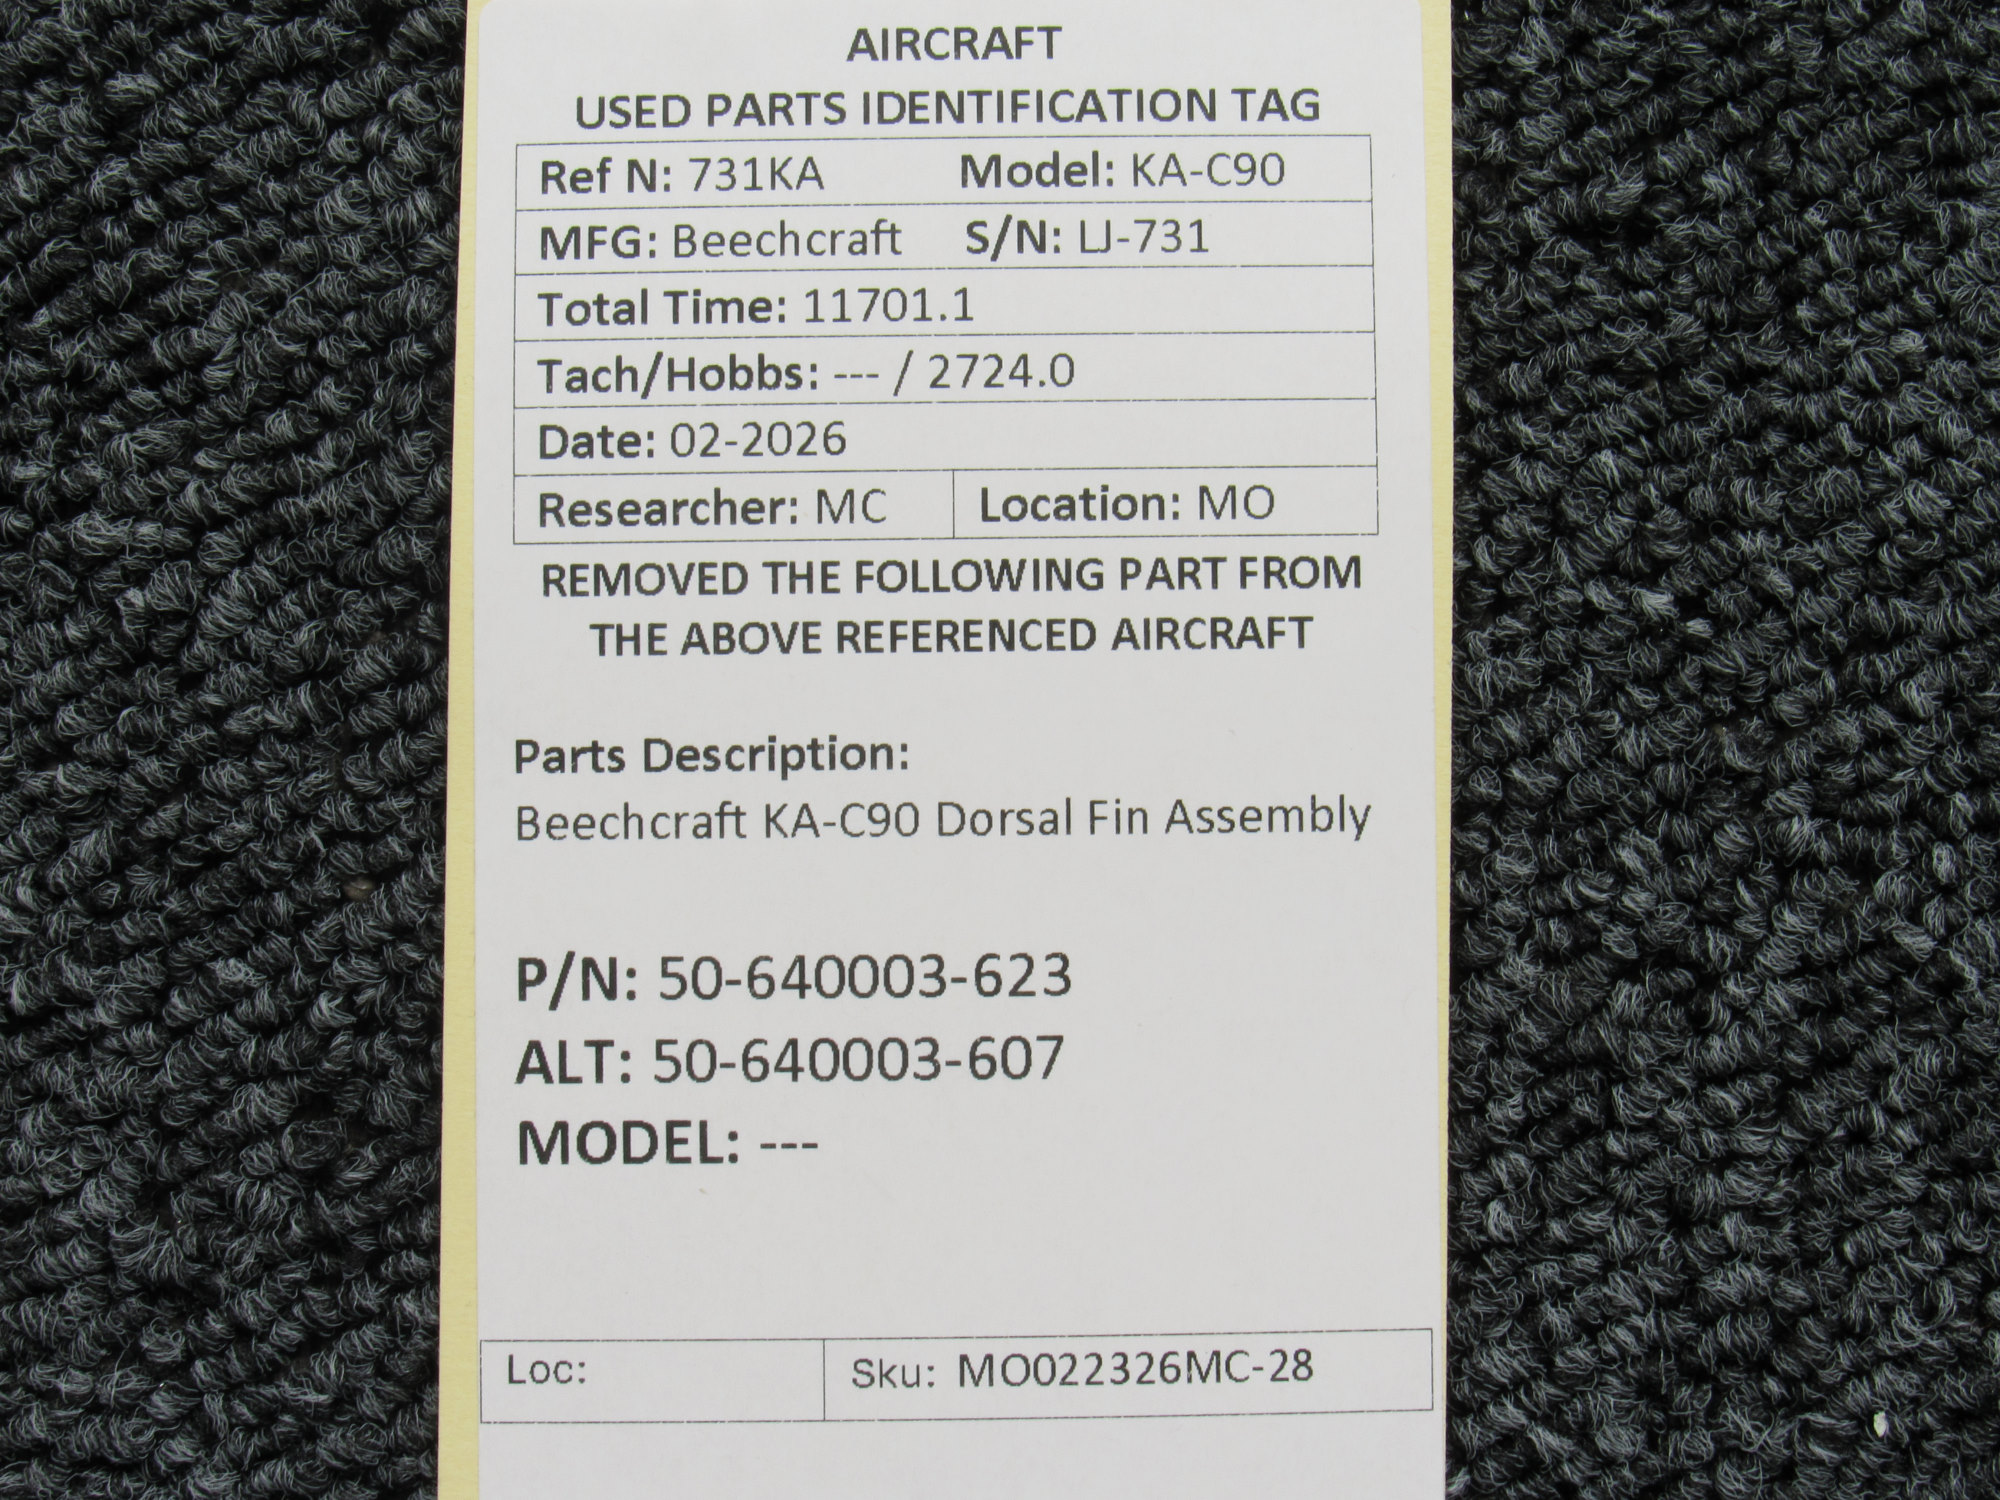 AIRCRAFT
USED PARTS IDENTIFICATION TAG
Ref N: 731KA Model: KA-C90
MFG: Beechcraft S/N: LJ-731
Total Time: 11701.1
Tach/Hobbs: --- / 2724.0
Date: 02-2026
Researcher: MC Location: MO
REMOVED THE FOLLOWING PART FROM
THE ABOVE REFERENCED AIRCRAFT
Parts Description:
Beechcraft KA-C90 Dorsal Fin Assembly
P/N: 50-640003-623
ALT: 50-640003-607
MODEL: ---
Loc: Sku: MO022326MC-28